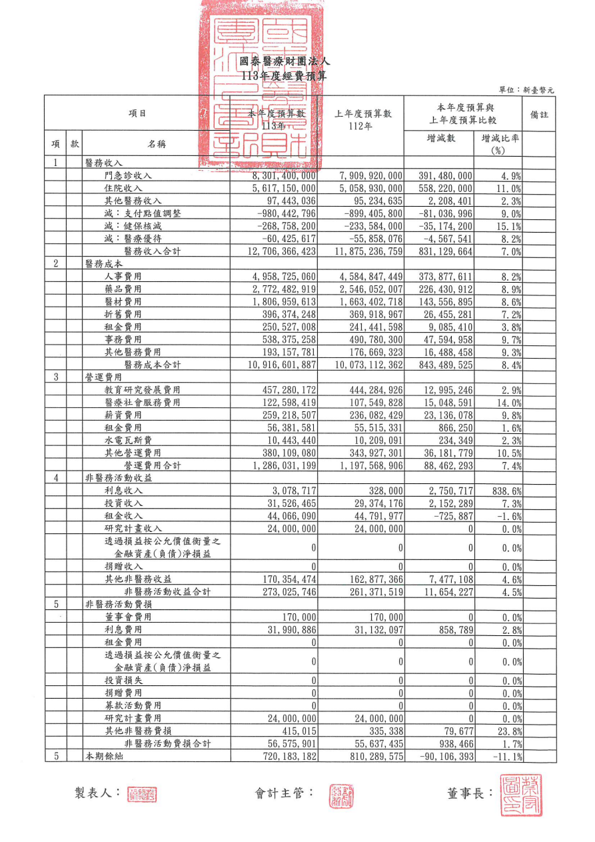 國泰醫療財團法人
113年度經費預算
單位：新臺幣元
項目 本年度預算數 113年 上年度預算數 112年 本年度預算與上年度預算比較 備註
項 款 名稱 增減數 增減比率(%)
1 醫務收入
門急診收入 8,301,400,000 7,909,920,000 391,480,000 4.9%
住院收入 5,617,150,000 5,058,930,000 558,220,000 11.0%
其他醫務收入 97,443,036 95,234,635 2,208,401 2.3%
減：支付點值調整 -980,442,796 -899,405,800 -81,036,996 9.0%
減：健保核減 -268,758,200 -233,584,000 -35,174,200 15.1%
減：醫療優待 -60,425,617 -55,858,076 -4,567,541 8.2%
醫務收入合計 12,706,366,423 11,875,236,759 831,129,664 7.0%
2 醫務成本
人事費用 4,958,725,060 4,584,847,449 373,877,611 8.2%
藥品費用 2,772,482,919 2,546,052,007 226,430,912 8.9%
醫材費用 1,806,959,613 1,663,402,718 143,556,895 8.6%
折舊費用 396,374,248 369,918,967 26,455,281 7.2%
租金費用 250,527,008 241,441,598 9,085,410 3.8%
事務費用 538,375,258 490,780,300 47,594,958 9.7%
其他醫務費用 193,157,781 176,669,323 16,488,458 9.3%
醫務成本合計 10,916,601,887 10,073,112,362 843,489,525 8.4%
3 營運費用
教育研究發展費用 457,280,172 444,284,926 12,995,246 2.9%
醫療社會服務費用 122,598,419 107,549,828 15,048,591 14.0%
薪資費用 259,218,507 236,082,429 23,136,078 9.8%
租金費用 56,381,581 55,515,331 866,250 1.6%
水電瓦斯費 10,443,440 10,209,091 234,349 2.3%
其他營運費用 380,109,080 343,927,301 36,181,779 10.5%
營運費用合計 1,286,031,199 1,197,568,906 88,462,293 7.4%
4 非醫務活動收益
利息收入 3,078,717 328,000 2,750,717 838.6%
投資收入 31,526,465 29,374,176 2,152,289 7.3%
租金收入 44,066,090 44,791,977 -725,887 -1.6%
研究計畫收入 24,000,000 24,000,000 0 0.0%
透過損益按公允價值衡量之
金融資產(負債)淨損益 0 0 0 0.0%
捐贈收入 0 0 0 0.0%
其他非醫務收益 170,354,474 162,877,366 7,477,108 4.6%
非醫務活動收益合計 273,025,746 261,371,519 11,654,227 4.5%
5 非醫務活動費損
董事會費用 170,000 170,000 0 0.0%
利息費用 31,990,886 31,132,097 858,789 2.8%
租金費用 0 0 0 0.0%
透過損益按公允價值衡量之
金融資產(負債)淨損益 0 0 0 0.0%
投資損失 0 0 0 0.0%
捐贈費用 0 0 0 0.0%
募款活動費用 0 0 0 0.0%
研究計畫費用 24,000,000 24,000,000 0 0.0%
其他非醫務費損 415,015 335,338 79,677 23.8%
非醫務活動費損合計 56,575,901 55,637,435 938,466 1.7%
5 本期餘絀 720,183,182 810,289,575 -90,106,393 -11.1%
製表人： 會計主管： 董事長：